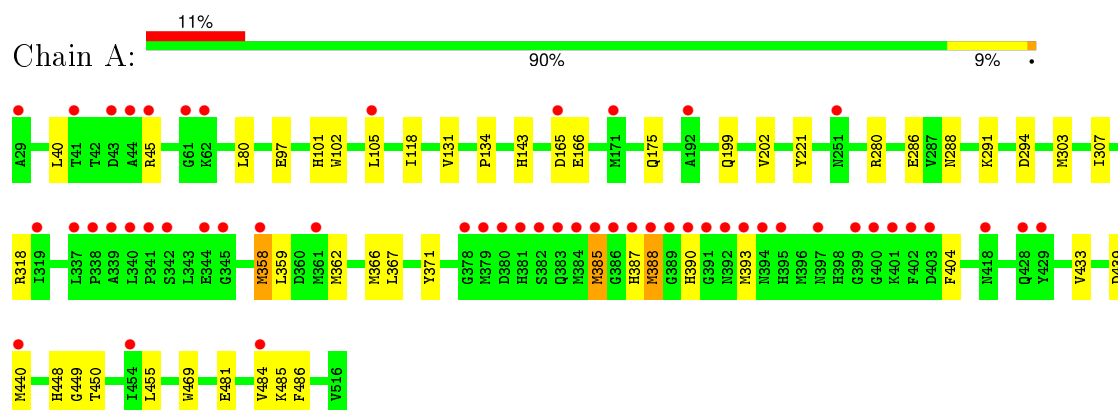 11%
Chain A:
90% 9% •
A29 L40 T41 T42 D43 A44 R45 G61 K62 L80 E97 H101 W102 L105 I118 V131 P134 H143 D165 E166 M171 Q175 A192 Q199 V202 Y221 N251 R280 E286 V287 N288 K291 D294 M303 I307
R318 I319 L337 P338 A339 L340 P341 S342 L343 E344 G345 M358 L359 D360 M361 M362 M366 L367 Y371 G378 M379 D380 H381 S382 Q383 M384 M385 G386 H387 M388 G389 H390 G391 N392 M393 N394 H395 M396 N397 H398 G399 G400 K401 F402 D403 F404 N418 Q428 Y429 V433 D439
M440 H448 G449 T450 I454 L455 W469 E481 V484 K485 F486 V516